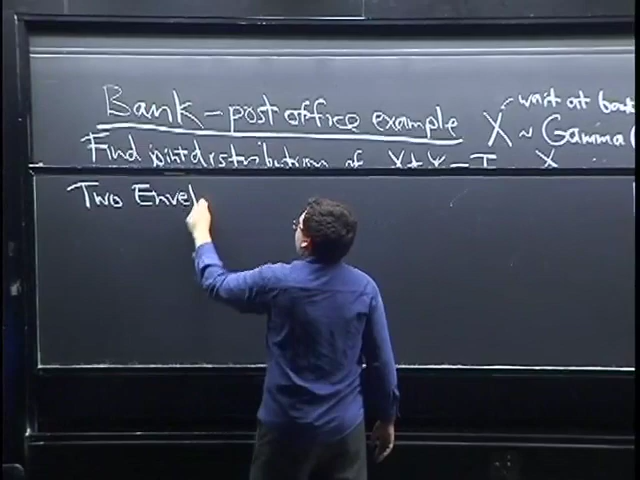 Bank - post office example
X ~ Gamma(
wait at bank
Find joint distribution of X+Y = T, X
Two Envel